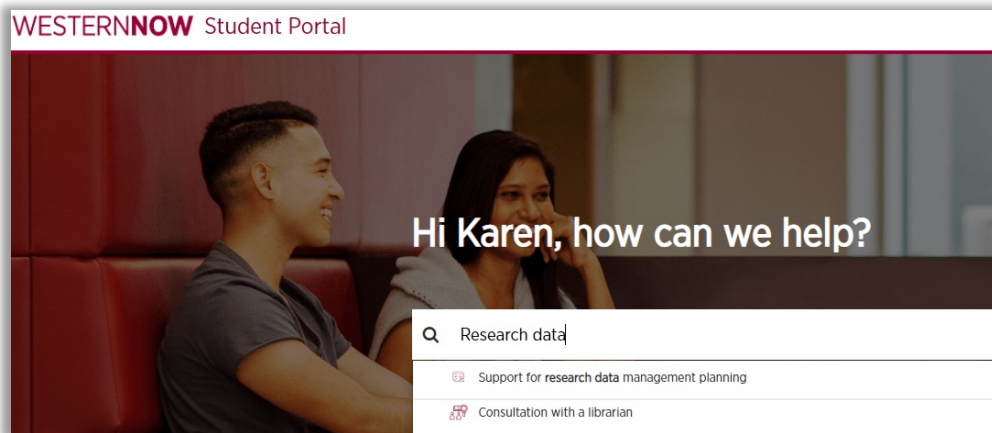 WESTERNNOW Student Portal
Hi Karen, how can we help?
Research data
Support for research data management planning
Consultation with a librarian